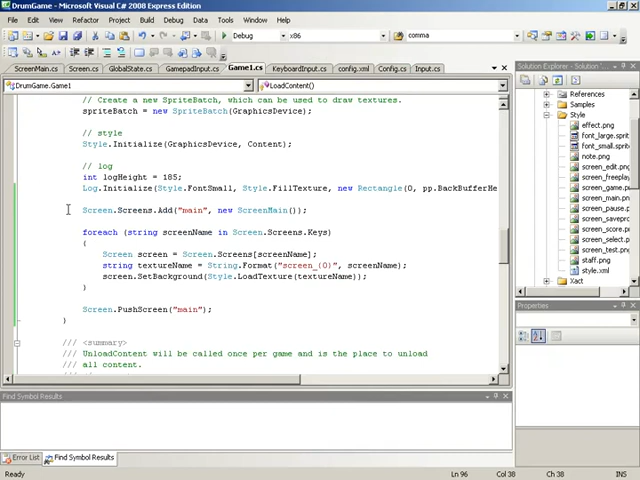 DrumGame - Microsoft Visual C# 2008 Express Edition
File Edit View Refactor Project Build Debug Data Tools Window Help
Debug x86 comma
ScreenMain.cs Screen.cs GlobalState.cs GamepadInput.cs Game1.cs KeyboardInput.cs config.xml Config.cs Input.cs
DrumGame.Game1 LoadContent()
// Create a new SpriteBatch, which can be used to draw textures.
spriteBatch = new SpriteBatch(GraphicsDevice);
// style
Style.Initialize(GraphicsDevice, Content);
// log
int logHeight = 185;
Log.Initialize(Style.FontSmall, Style.FillTexture, new Rectangle(0, pp.BackBufferHe
Screen.Screens.Add("main", new ScreenMain());
foreach (string screenName in Screen.Screens.Keys)
{
Screen screen = Screen.Screens[screenName];
string textureName = String.Format("screen_{0}", screenName);
screen.SetBackground(Style.LoadTexture(textureName));
}
Screen.PushScreen("main");
}
/// <summary>
/// UnloadContent will be called once per game and is the place to unload
/// all content.
Find Symbol Results
Error List Find Symbol Results
Ready Ln 96 Col 38 Ch 38 INS
Solution Explorer - Solution ...
References
Samples
Style
effect.png
font_large.sprit
font_small.sprit
note.png
screen_edit.png
screen_freeplay
screen_game.p
screen_main.pn
screen_pause.
screen_saveprc
screen_score.p
screen_select.
screen_test.pn
staff.png
style.xml
Xact
Properties